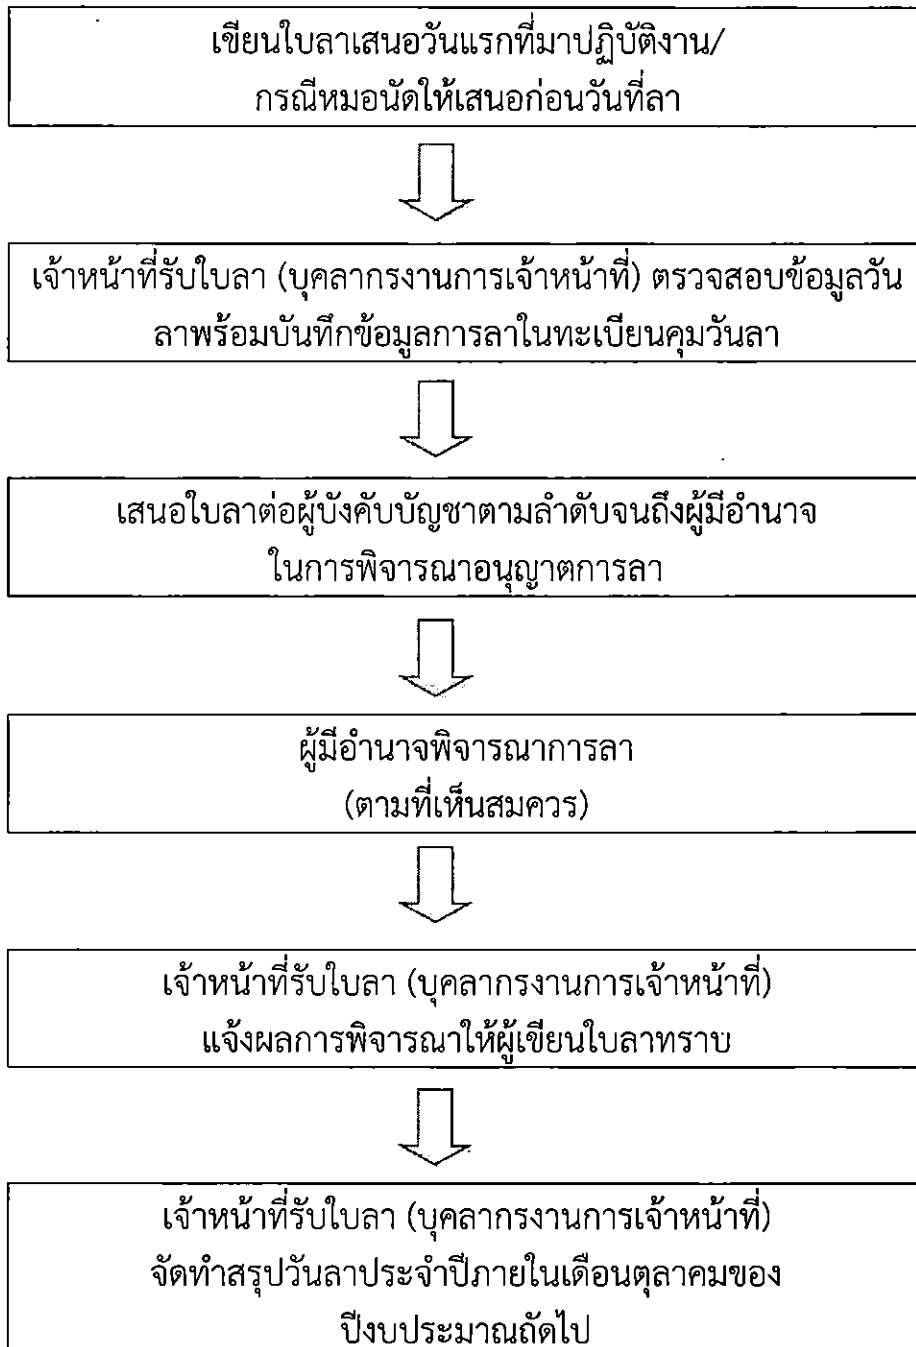 เขียนใบลาเสนอวันแรกที่มาปฏิบัติงาน/
กรณีหมอนัดให้เสนอก่อนวันที่ลา
เจ้าหน้าที่รับใบลา (บุคลากรงานการเจ้าหน้าที่) ตรวจสอบข้อมูลวัน
ลาพร้อมบันทึกข้อมูลการลาในทะเบียนคุมวันลา
เสนอใบลาต่อผู้บังคับบัญชาตามลำดับจนถึงผู้มีอำนาจ
ในการพิจารณาอนุญาตการลา
ผู้มีอำนาจพิจารณาการลา
(ตามที่เห็นสมควร)
เจ้าหน้าที่รับใบลา (บุคลากรงานการเจ้าหน้าที่)
แจ้งผลการพิจารณาให้ผู้เขียนใบลาทราบ
เจ้าหน้าที่รับใบลา (บุคลากรงานการเจ้าหน้าที่)
จัดทำสรุปวันลาประจำปีภายในเดือนตุลาคมของ
ปีงบประมาณถัดไป